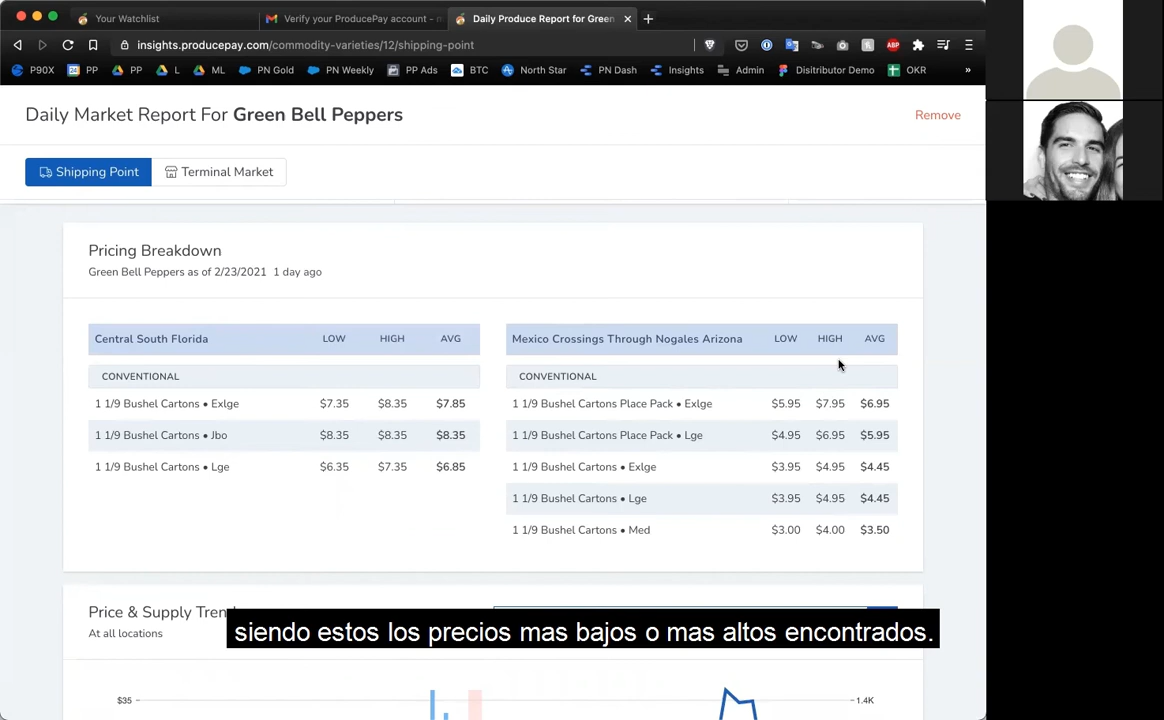 Your Watchlist
Verify your ProducePay account -
Daily Produce Report for Green
insights.producepay.com/commodity-varieties/12/shipping-point
ABP
P90X PP PP L ML PN Gold PN Weekly PP Ads BTC North Star PN Dash Insights Admin Disitributor Demo OKR »
Daily Market Report For Green Bell Peppers
Remove
Shipping Point
Terminal Market
Pricing Breakdown
Green Bell Peppers as of 2/23/2021 1 day ago
Central South Florida LOW HIGH AVG
CONVENTIONAL
1 1/9 Bushel Cartons • Exlge $7.35 $8.35 $7.85
1 1/9 Bushel Cartons • Jbo $8.35 $8.35 $8.35
1 1/9 Bushel Cartons • Lge $6.35 $7.35 $6.85
Mexico Crossings Through Nogales Arizona LOW HIGH AVG
CONVENTIONAL
1 1/9 Bushel Cartons Place Pack • Exlge $5.95 $7.95 $6.95
1 1/9 Bushel Cartons Place Pack • Lge $4.95 $6.95 $5.95
1 1/9 Bushel Cartons • Exlge $3.95 $4.95 $4.45
1 1/9 Bushel Cartons • Lge $3.95 $4.95 $4.45
1 1/9 Bushel Cartons • Med $3.00 $4.00 $3.50
Price & Supply Tren
At all locations
siendo estos los precios mas bajos o mas altos encontrados.
$35
1.4K